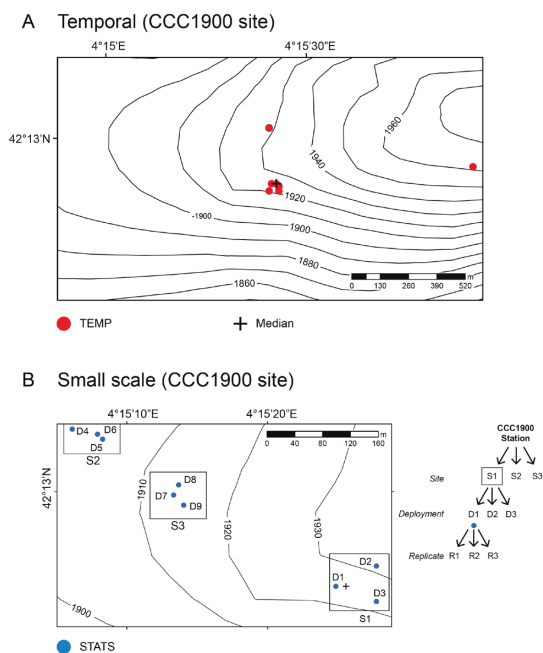 A Temporal (CCC1900 site)
4°15'E 4°15'30"E
42°13'N
1960
1940
1920
-1900
1900
1880
1860
m
0 130 260 390 520
TEMP Median
B Small scale (CCC1900 site)
4°15'10"E 4°15'20"E
42°13'N
D4 D6
D5
S2
0 40 80 120 160
m
D8
D7
D9
S3
1910
1920
1930
1900
D2
D1
D3
S1
STATS
CCC1900
Station
Site S1 S2 S3
Deployment D1 D2 D3
Replicate R1 R2 R3